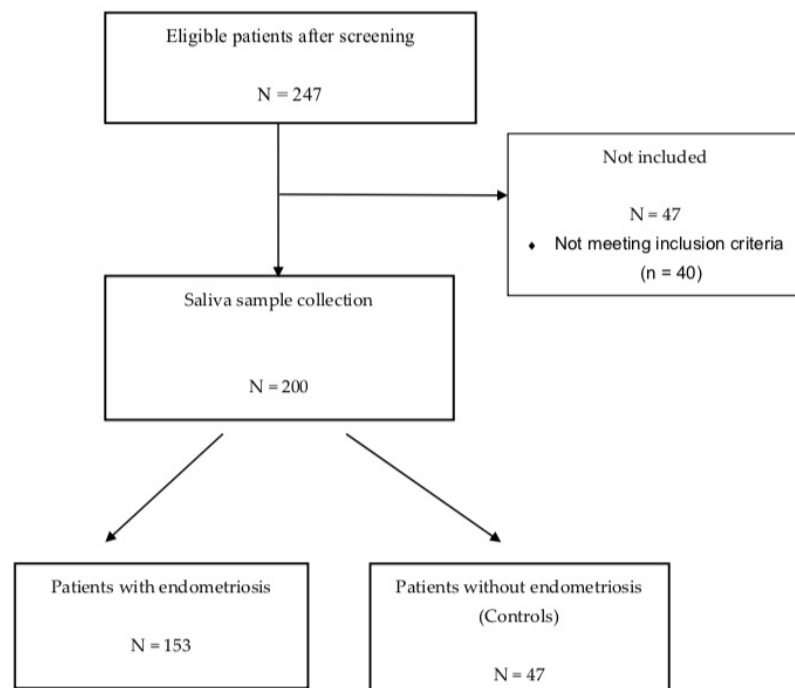 Eligible patients after screening
N = 247
Not included
N = 47
♦ Not meeting inclusion criteria
(n = 40)
Saliva sample collection
N = 200
Patients with endometriosis
N = 153
Patients without endometriosis
(Controls)
N = 47